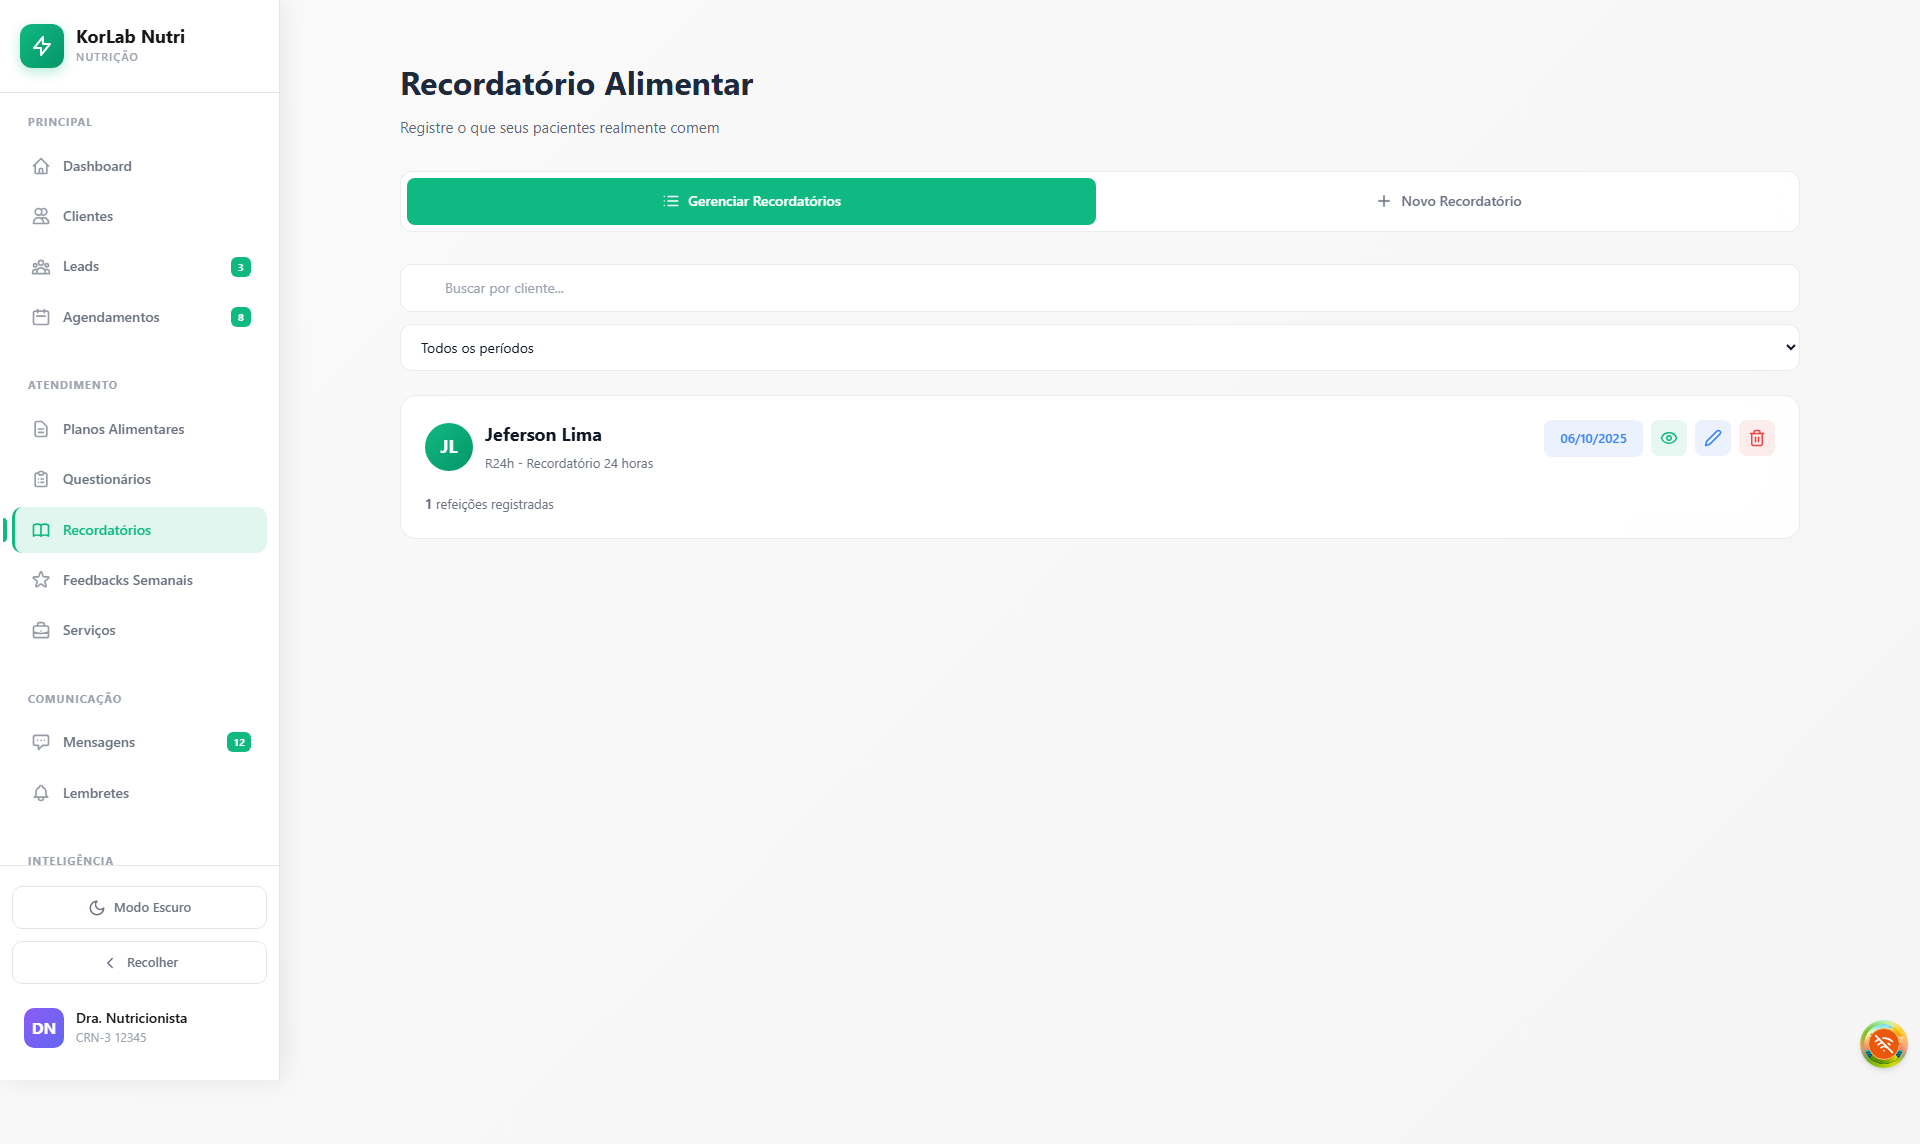 KorLab Nutri
NUTRIÇÃO
PRINCIPAL
Dashboard
Clientes
Leads
3
Agendamentos
8
ATENDIMENTO
Planos Alimentares
Questionários
Recordatórios
Feedbacks Semanais
Serviços
COMUNICAÇÃO
Mensagens
12
Lembretes
INTELIGÊNCIA
Modo Escuro
Recolher
DN
Dra. Nutricionista
CRN-3 12345
Recordatório Alimentar
Registre o que seus pacientes realmente comem
Gerenciar Recordatórios
Novo Recordatório
Buscar por cliente...
Todos os períodos
JL
Jeferson Lima
R24h - Recordatório 24 horas
06/10/2025
1 refeições registradas